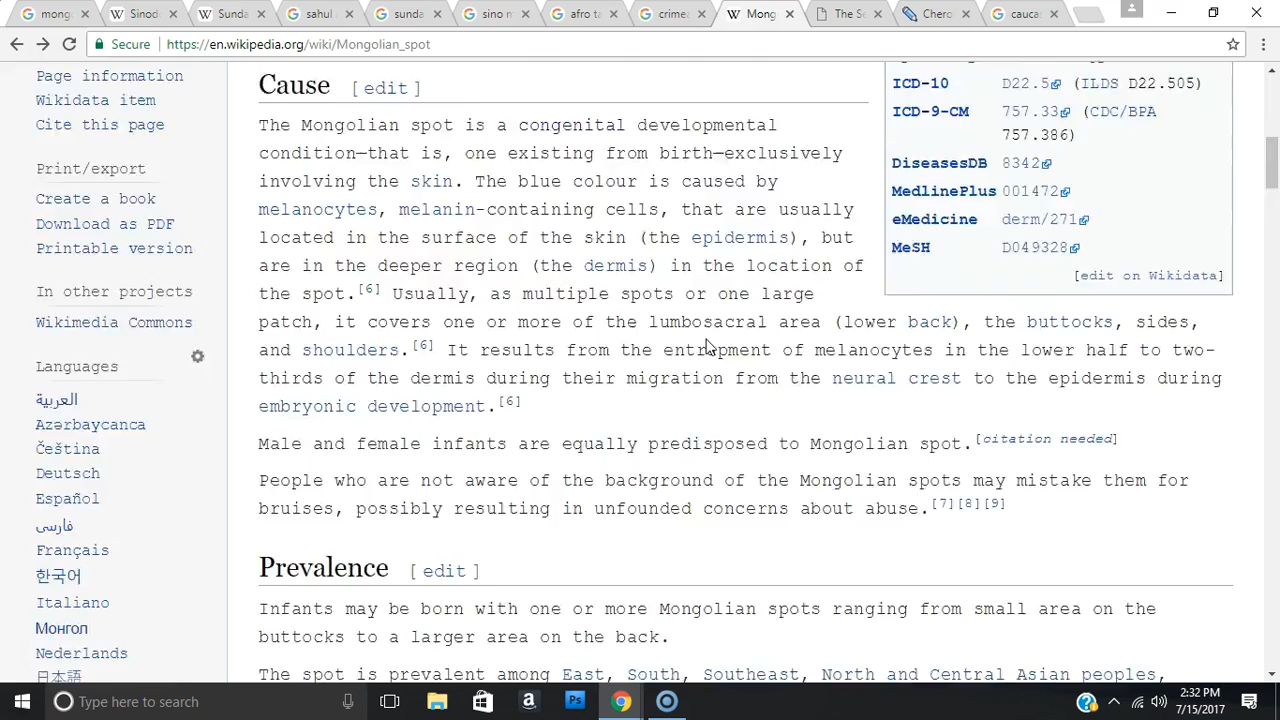 mong
Sinod
Sunda
sahul
sunda
sino m
afro ta
crimea
Mong
The Sc
Chero
cauca
Secure
https://en.wikipedia.org/wiki/Mongolian_spot
Page information
Wikidata item
Cite this page
Print/export
Create a book
Download as PDF
Printable version
In other projects
Wikimedia Commons
Languages
العربية
Azərbaycanca
Čeština
Deutsch
Español
فارسی
Français
한국어
Italiano
Монгол
Nederlands
日本語
Cause [ edit ]
The Mongolian spot is a congenital developmental
condition—that is, one existing from birth—exclusively
involving the skin. The blue colour is caused by
melanocytes, melanin-containing cells, that are usually
located in the surface of the skin (the epidermis), but
are in the deeper region (the dermis) in the location of
the spot.[6] Usually, as multiple spots or one large
patch, it covers one or more of the lumbosacral area (lower back), the buttocks, sides,
and shoulders.[6] It results from the entrapment of melanocytes in the lower half to two-
thirds of the dermis during their migration from the neural crest to the epidermis during
embryonic development.[6]
Male and female infants are equally predisposed to Mongolian spot.[citation needed]
People who are not aware of the background of the Mongolian spots may mistake them for
bruises, possibly resulting in unfounded concerns about abuse.[7][8][9]
Prevalence [ edit ]
Infants may be born with one or more Mongolian spots ranging from small area on the
buttocks to a larger area on the back.
The spot is prevalent among East, South, Southeast, North and Central Asian peoples,
ICD-10 D22.5 (ILDS D22.505)
ICD-9-CM 757.33 (CDC/BPA
757.386)
DiseasesDB 8342
MedlinePlus 001472
eMedicine derm/271
MeSH D049328
[edit on Wikidata]
Type here to search
2:32 PM
7/15/2017